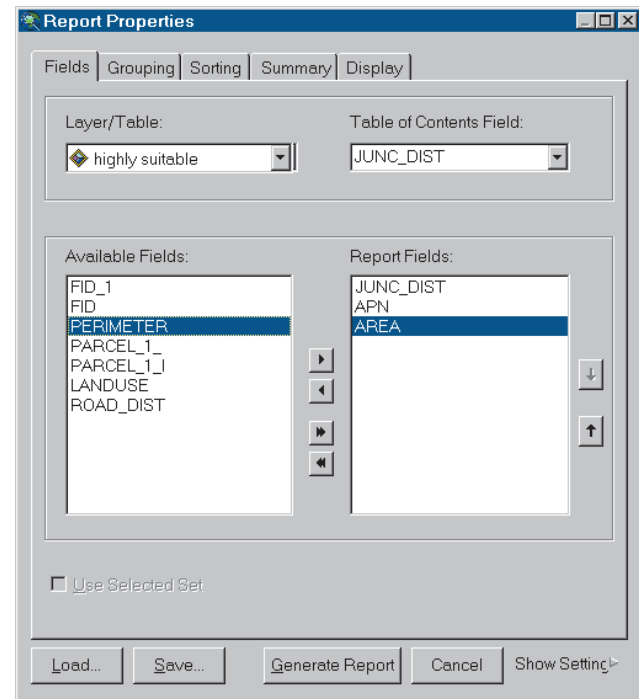 Report Properties
Fields Grouping Sorting Summary Display
Layer/Table:
Table of Contents Field:
highly suitable
JUNC_DIST
Available Fields:
FID_1
FID
PERIMETER
PARCEL_1_
PARCEL_1_I
LANDUSE
ROAD_DIST
Report Fields:
JUNC_DIST
APN
AREA
Use Selected Set
Load... Save... Generate Report Cancel Show Setting